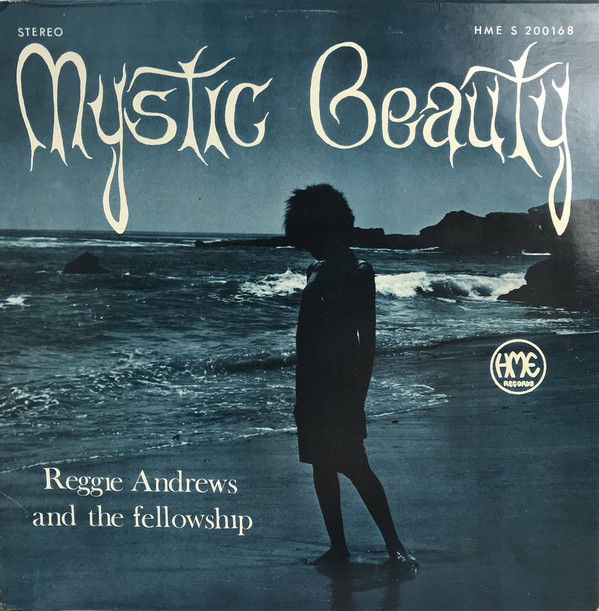 STEREO
HME S 200168
Mystic Beauty
HME
RECORDS
Reggie Andrews
and the fellowship